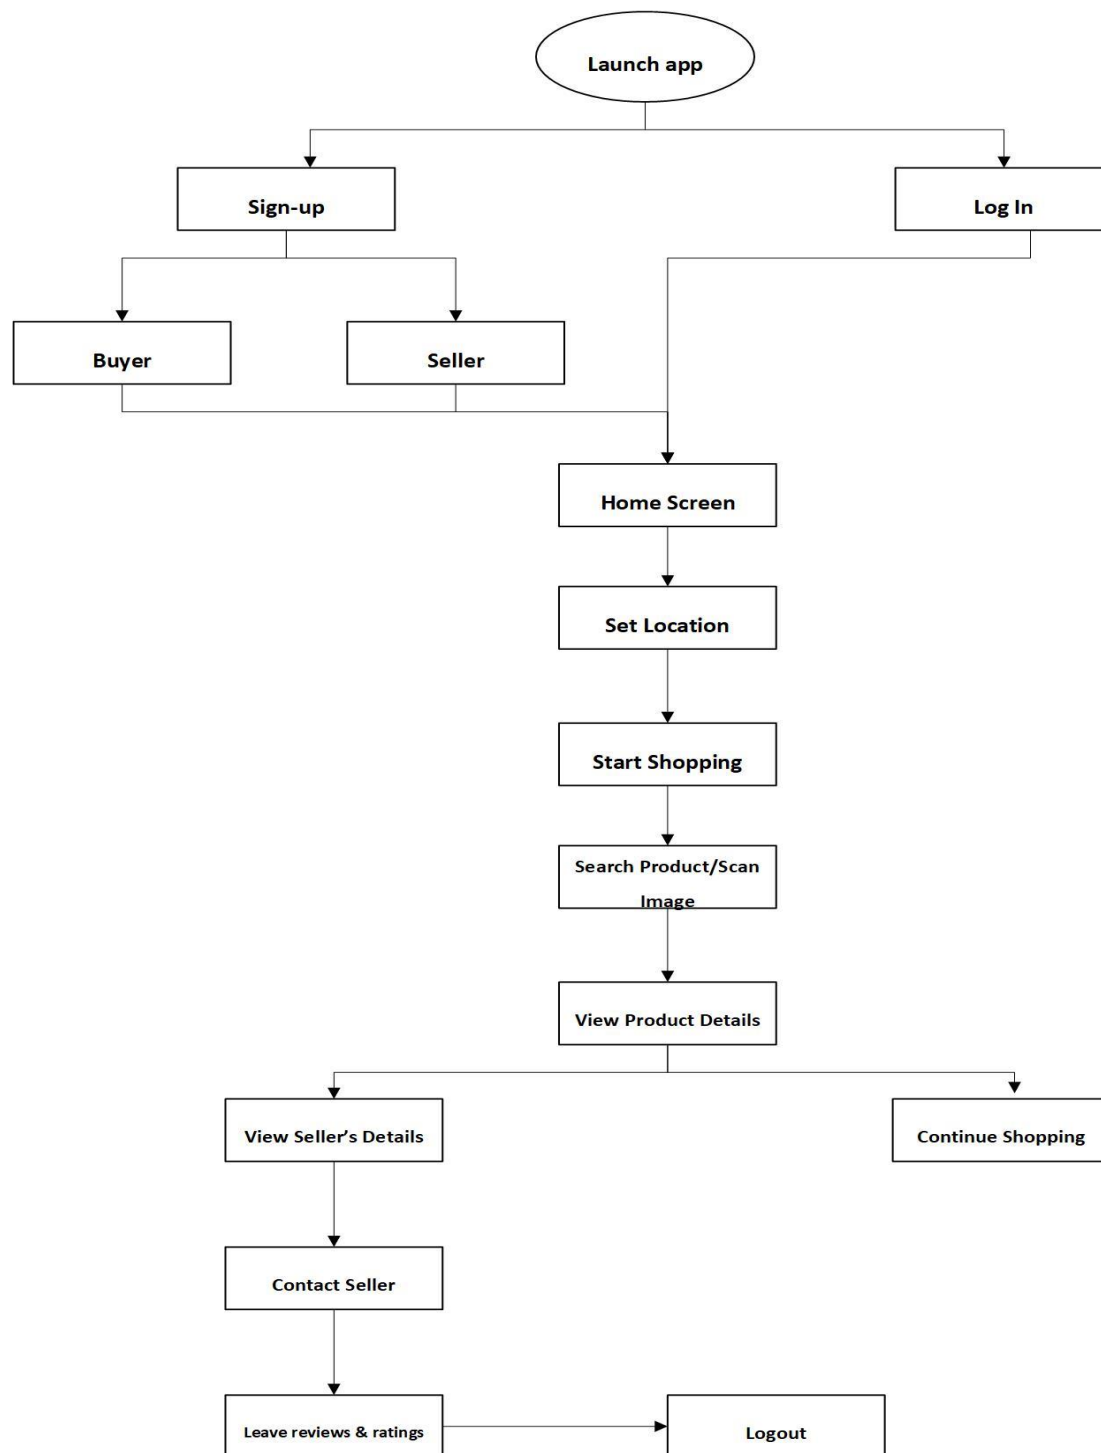 Launch app
Sign-up
Log In
Buyer
Seller
Home Screen
Set Location
Start Shopping
Search Product/Scan
Image
View Product Details
View Seller’s Details
Continue Shopping
Contact Seller
Leave reviews & ratings
Logout